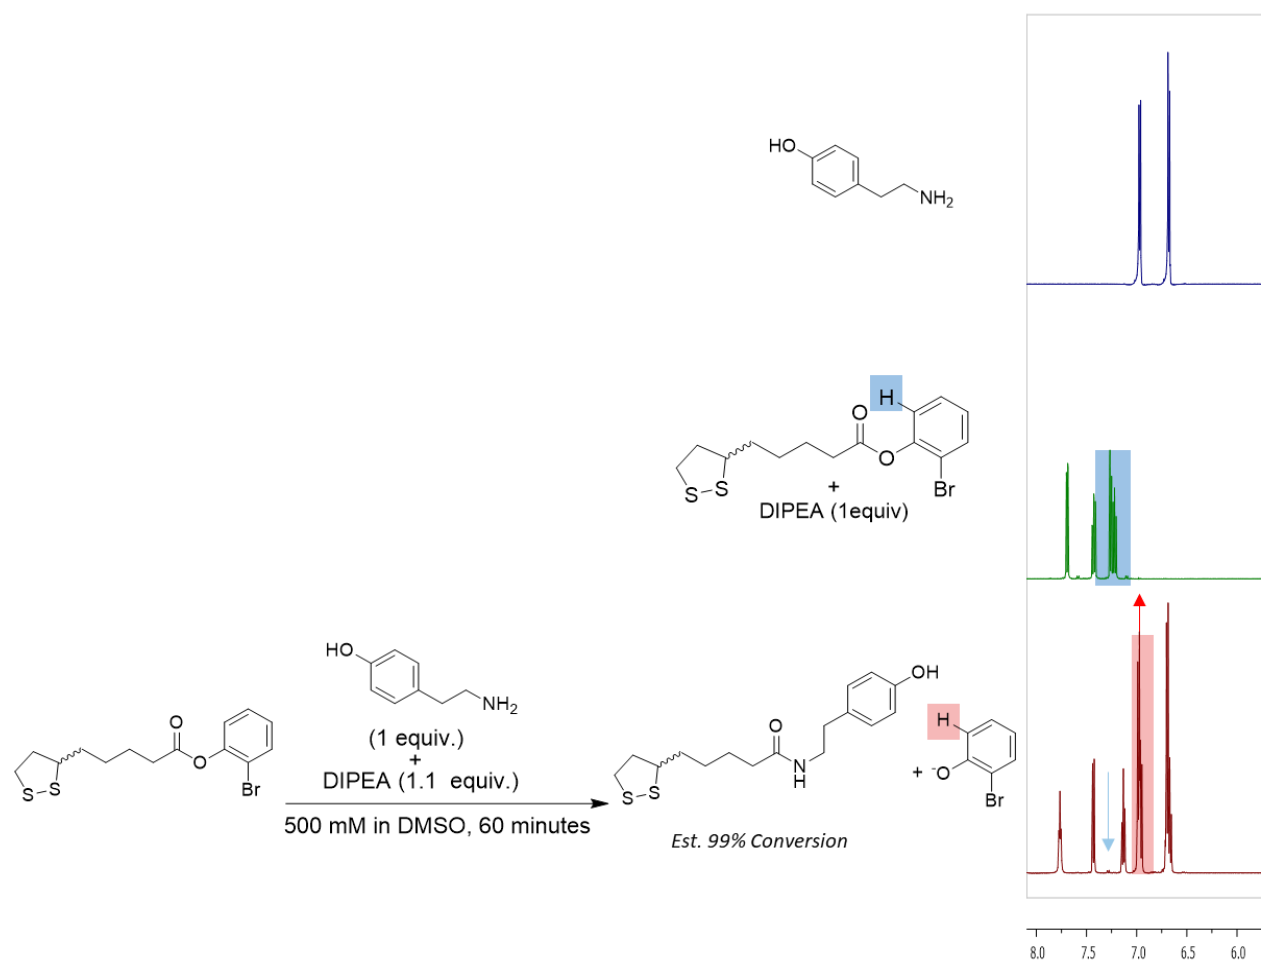 HO
NH2
H
O
O
S
S
Br
+
DIPEA (1equiv)
HO
NH2
(1 equiv.)
+
DIPEA (1.1 equiv.)
500 mM in DMSO, 60 minutes
O
O
Br
S
S
OH
O
N
H
S
S
Est. 99% Conversion
+
H
-O
Br
8.0 7.5 7.0 6.5 6.0